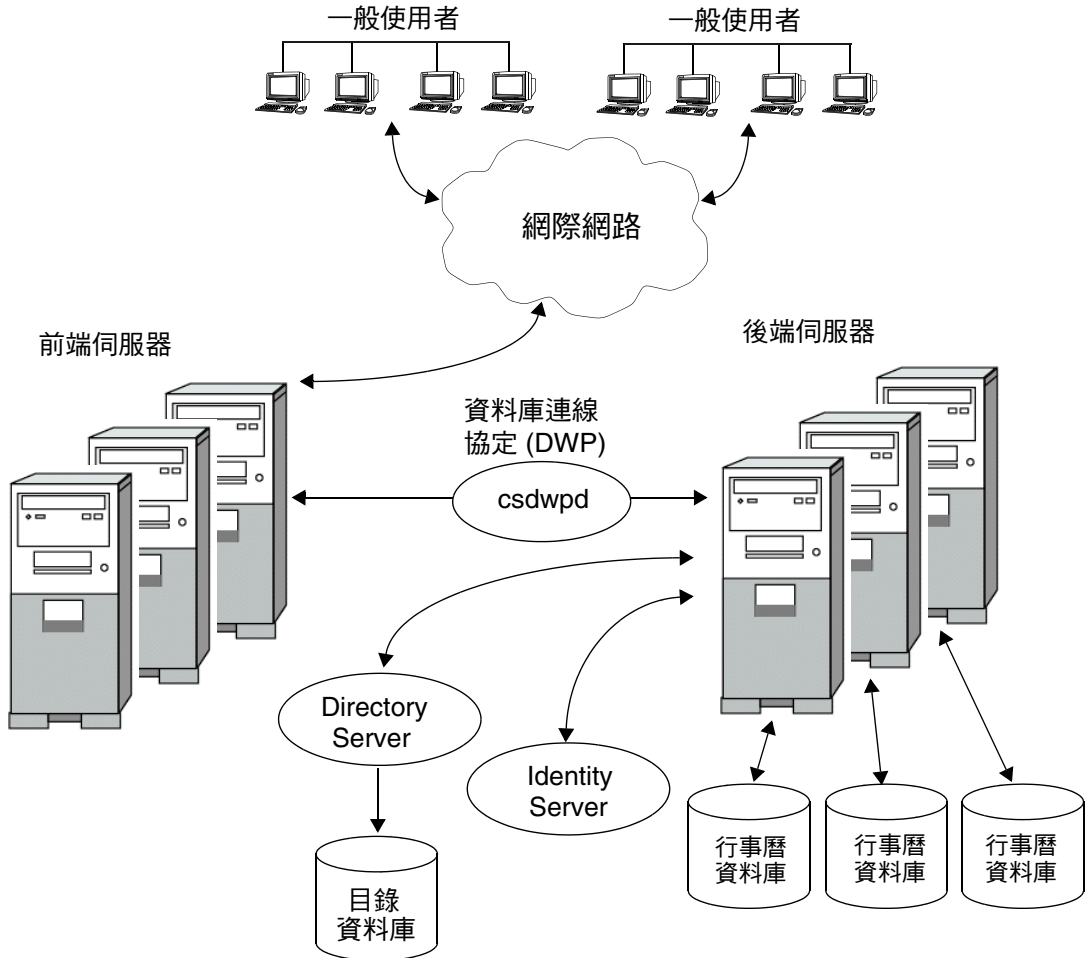 一般使用者
一般使用者
網際網路
前端伺服器
後端伺服器
資料庫連線
協定 (DWP)
csdwpd
Directory
Server
Identity
Server
行事曆
資料庫
行事曆
資料庫
行事曆
資料庫
目錄
資料庫